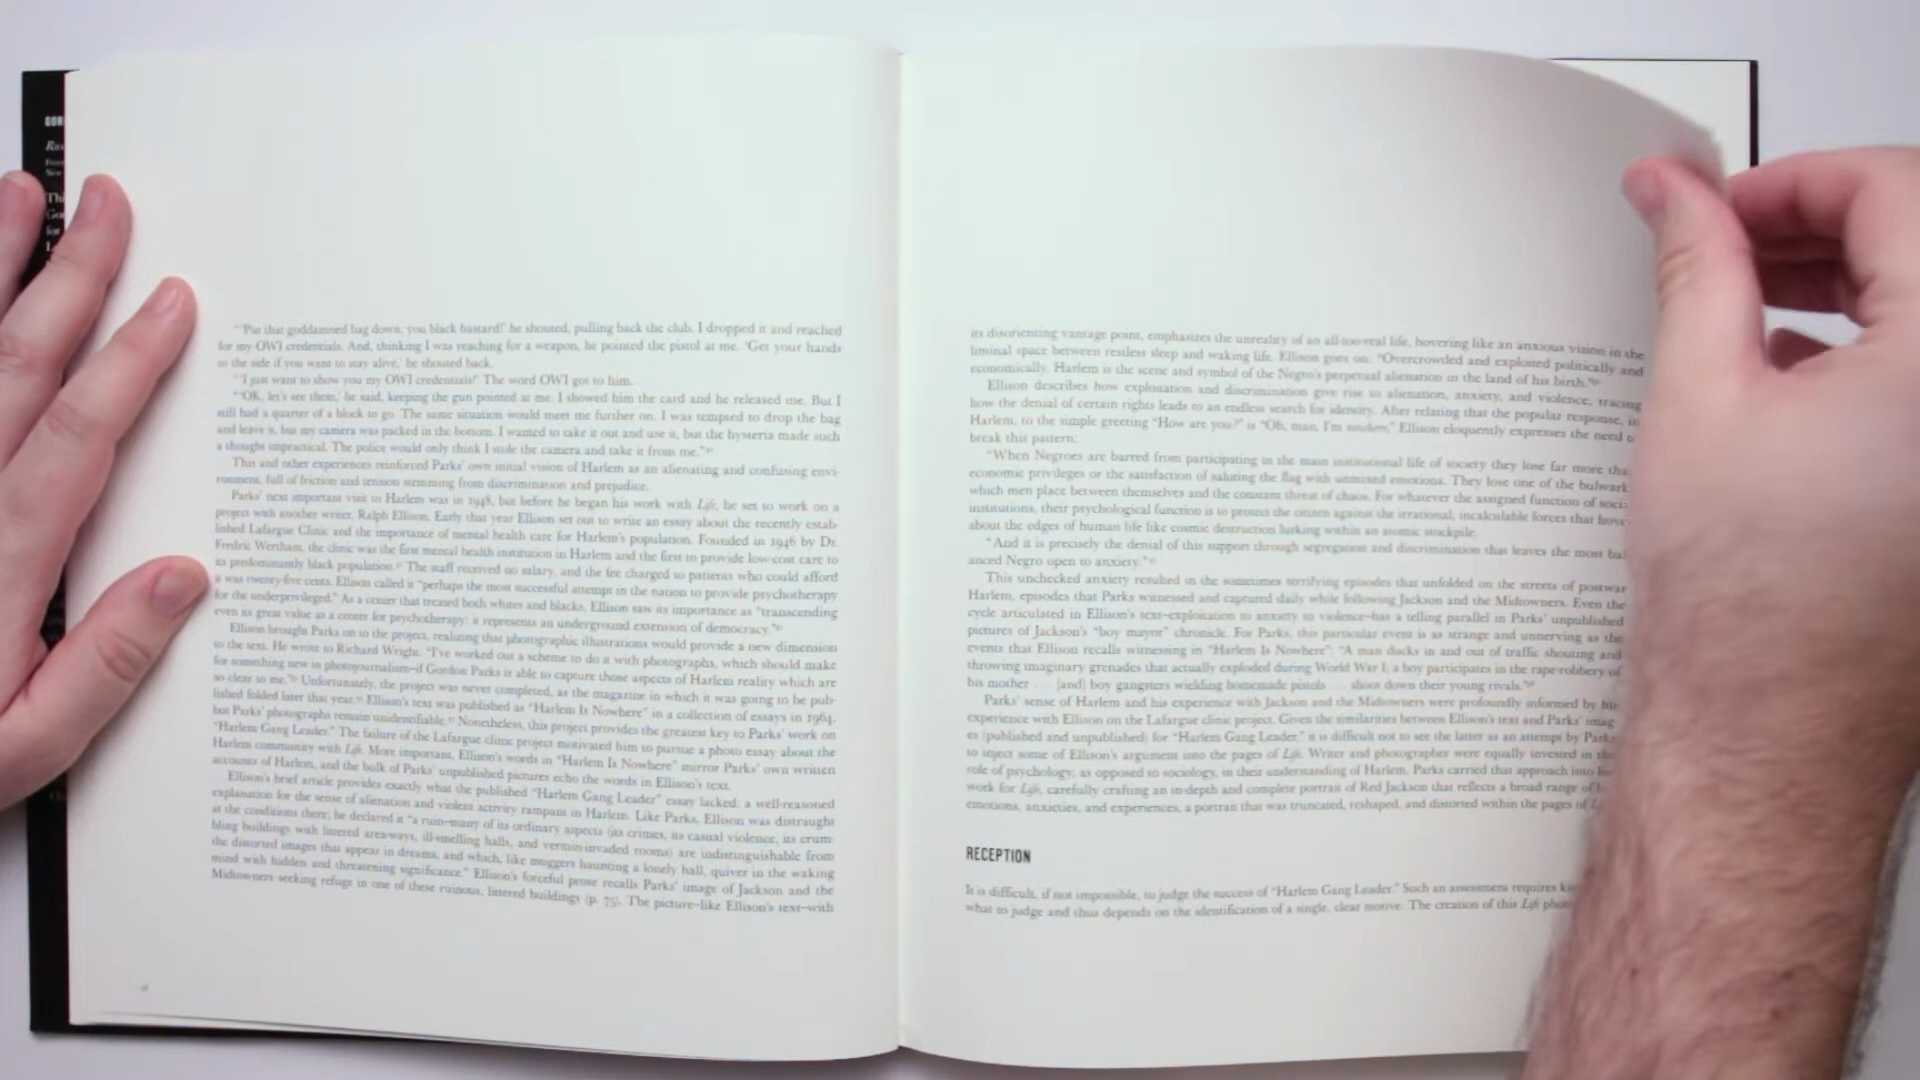 "'Put that goddamned bag down, you black bastard!' he shouted, pulling back the club. I dropped it and reached
for my OWI credentials. And, thinking I was reaching for a weapon, he pointed the pistol at me. 'Get your hands
to the side if you want to stay alive,' he shouted back.
"'I just want to show you my OWI credentials!' The word OWI got to him.
"'OK, let's see them,' he said, keeping the gun pointed at me. I showed him the card and he released me. But I
still had a quarter of a block to go. The same situation would meet me further on. I was tempted to drop the bag
and leave it, but my camera was packed in the bottom. I wanted to take it out and use it, but the hysteria made such
a thought impractical. The police would only think I stole the camera and take it from me."
This and other experiences reinforced Parks' own initial vision of Harlem as an alienating and confusing envi-
ronment, full of friction and tension stemming from discrimination and prejudice.
Parks' next important visit to Harlem was in 1948, but before he began his work with Life, he set to work on a
project with another writer, Ralph Ellison. Early that year Ellison set out to write an essay about the recently estab-
lished Lafargue Clinic and the importance of mental health care for Harlem's population. Founded in 1946 by Dr.
Fredric Wertham, the clinic was the first mental health institution in Harlem and the first to provide low-cost care to
its predominantly black population. The staff received no salary, and the fee charged to patients who could afford
it was twenty-five cents. Ellison called it "perhaps the most successful attempt in the nation to provide psychotherapy
for the underprivileged." As a center that treated both whites and blacks, Ellison saw its importance as "transcending
even its great value as a center for psychotherapy; it represents an underground extension of democracy."
Ellison brought Parks on to the project, realizing that photographic illustrations would provide a new dimension
to the text. He wrote to Richard Wright: "I've worked out a scheme to do it with photographs, which should make
for something new in photojournalism—if Gordon Parks is able to capture those aspects of Harlem reality which are
so clear to me." Unfortunately, the project was never completed, as the magazine in which it was going to be pub-
lished folded later that year. Ellison's text was published as "Harlem Is Nowhere" in a collection of essays in 1964,
but Parks' photographs remain unidentifiable. Nonetheless, this project provides the greatest key to Parks' work on
"Harlem Gang Leader." The failure of the Lafargue clinic project motivated him to pursue a photo essay about the
Harlem community with Life. More important, Ellison's words in "Harlem Is Nowhere" mirror Parks' own written
accounts of Harlem, and the bulk of Parks' unpublished pictures echo the words in Ellison's text.
Ellison's brief article provides exactly what the published "Harlem Gang Leader" essay lacked: a well-reasoned
explanation for the sense of alienation and violent activity rampant in Harlem. Like Parks, Ellison was distraught
at the conditions there; he declared it "a ruin—many of its ordinary aspects (its crimes, its casual violence, its crum-
bling buildings with littered area-ways, ill-smelling halls, and vermin-invaded rooms) are indistinguishable from
the distorted images that appear in dreams, and which, like muggers haunting a lonely hall, quiver in the waking
mind with hidden and threatening significance." Ellison's forceful prose recalls Parks' image of Jackson and the
Midtowners seeking refuge in one of these ruinous, littered buildings (p. 75). The picture—like Ellison's text—with
its disorienting vantage point, emphasizes the unreality of an all-too-real life, hovering like an anxious vision in the
liminal space between restless sleep and waking life. Ellison goes on: "Overcrowded and exploited politically and
economically, Harlem is the scene and symbol of the Negro's perpetual alienation in the land of his birth."
Ellison describes how exploitation and discrimination give rise to alienation, anxiety, and violence, tracing
how the denial of certain rights leads to an endless search for identity. After relating that the popular response, in
Harlem, to the simple greeting "How are you?" is "Oh, man, I'm nowhere," Ellison eloquently expresses the need
break this pattern:
"When Negroes are barred from participating in the main institutional life of society they lose far more
economic privileges or the satisfaction of saluting the flag with unmixed emotions. They lose one of the bulwark
which men place between themselves and the constant threat of chaos. For whatever the assigned function of
institutions, their psychological function is to protect the citizen against the irrational, incalculable forces that
about the edges of human life like cosmic destruction lurking within an atomic stockpile.
"And it is precisely the denial of this support through segregation and discrimination that leaves the most bal
anced Negro open to anxiety."
This unchecked anxiety resulted in the sometimes terrifying episodes that unfolded on the streets of postwar
Harlem, episodes that Parks witnessed and captured daily while following Jackson and the Midtowners. Even the
cycle articulated in Ellison's text—exploitation to anxiety to violence—has a telling parallel in Parks' unpublished
pictures of Jackson's "boy mayor" chronicle. For Parks, this particular event is as strange and unnerving as the
events that Ellison recalls witnessing in "Harlem Is Nowhere": "A man ducks in and out of traffic shouting and
throwing imaginary grenades that actually exploded during World War I; a boy participates in the rape-robbery of
his mother . . . [and] boy gangsters wielding homemade pistols . . . shoot down their young rivals."
Parks' sense of Harlem and his experience with Jackson and the Midtowners were profoundly informed by his
experience with Ellison on the Lafargue clinic project. Given the similarities between Ellison's text and Parks' imag
es (published and unpublished) for "Harlem Gang Leader," it is difficult not to see the latter as an attempt by Parks
to inject some of Ellison's argument into the pages of Life. Writer and photographer were equally invested in
role of psychology, as opposed to sociology, in their understanding of Harlem. Parks carried that approach into
work for Life, carefully crafting an in-depth and complete portrait of Red Jackson that reflects a broad range of
emotions, anxieties, and experiences, a portrait that was truncated, reshaped, and distorted within the pages of
RECEPTION
It is difficult, if not impossible, to judge the success of "Harlem Gang Leader." Such an assessment requires
what to judge and thus depends on the identification of a single, clear motive. The creation of this Life